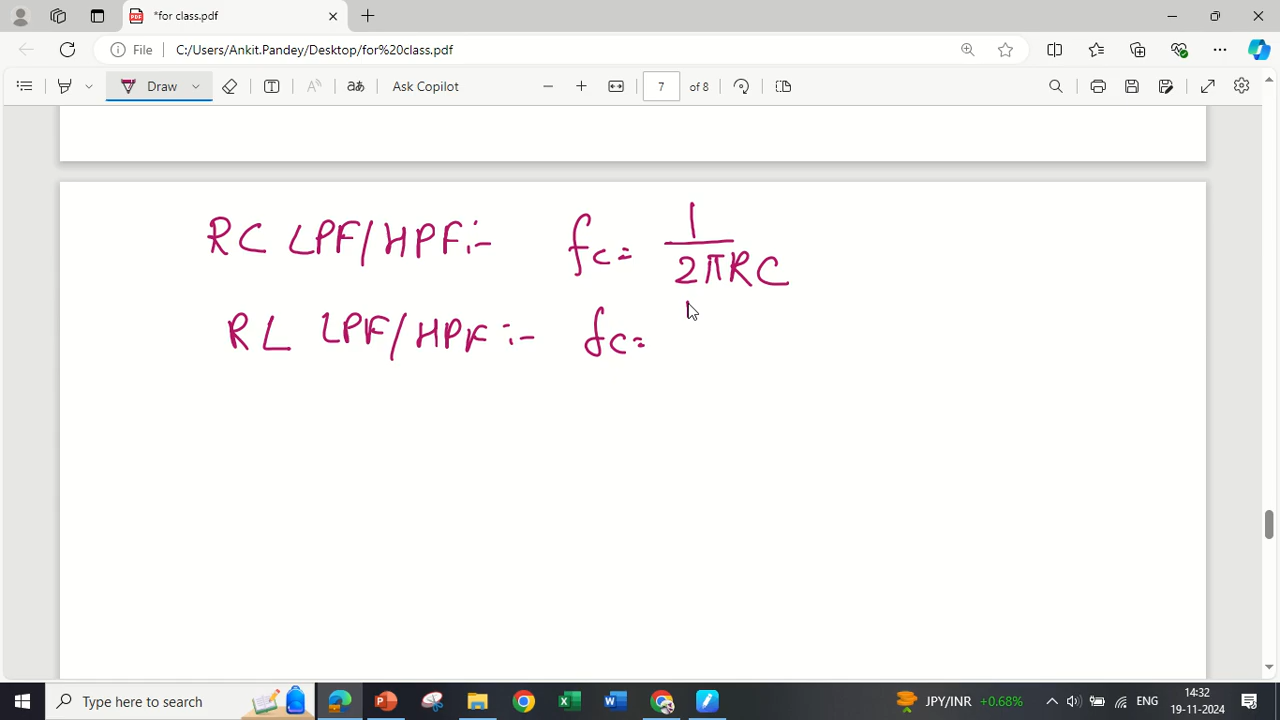 *for class.pdf
File C:/Users/Ankit.Pandey/Desktop/for%20class.pdf
Draw aあ Ask Copilot 7 of 8
RC LPF/HPF:- fc = 1/2πRC
RL LPF/HPF:- fc =
Type here to search JPY/INR +0.68% ENG 14:32
19-11-2024